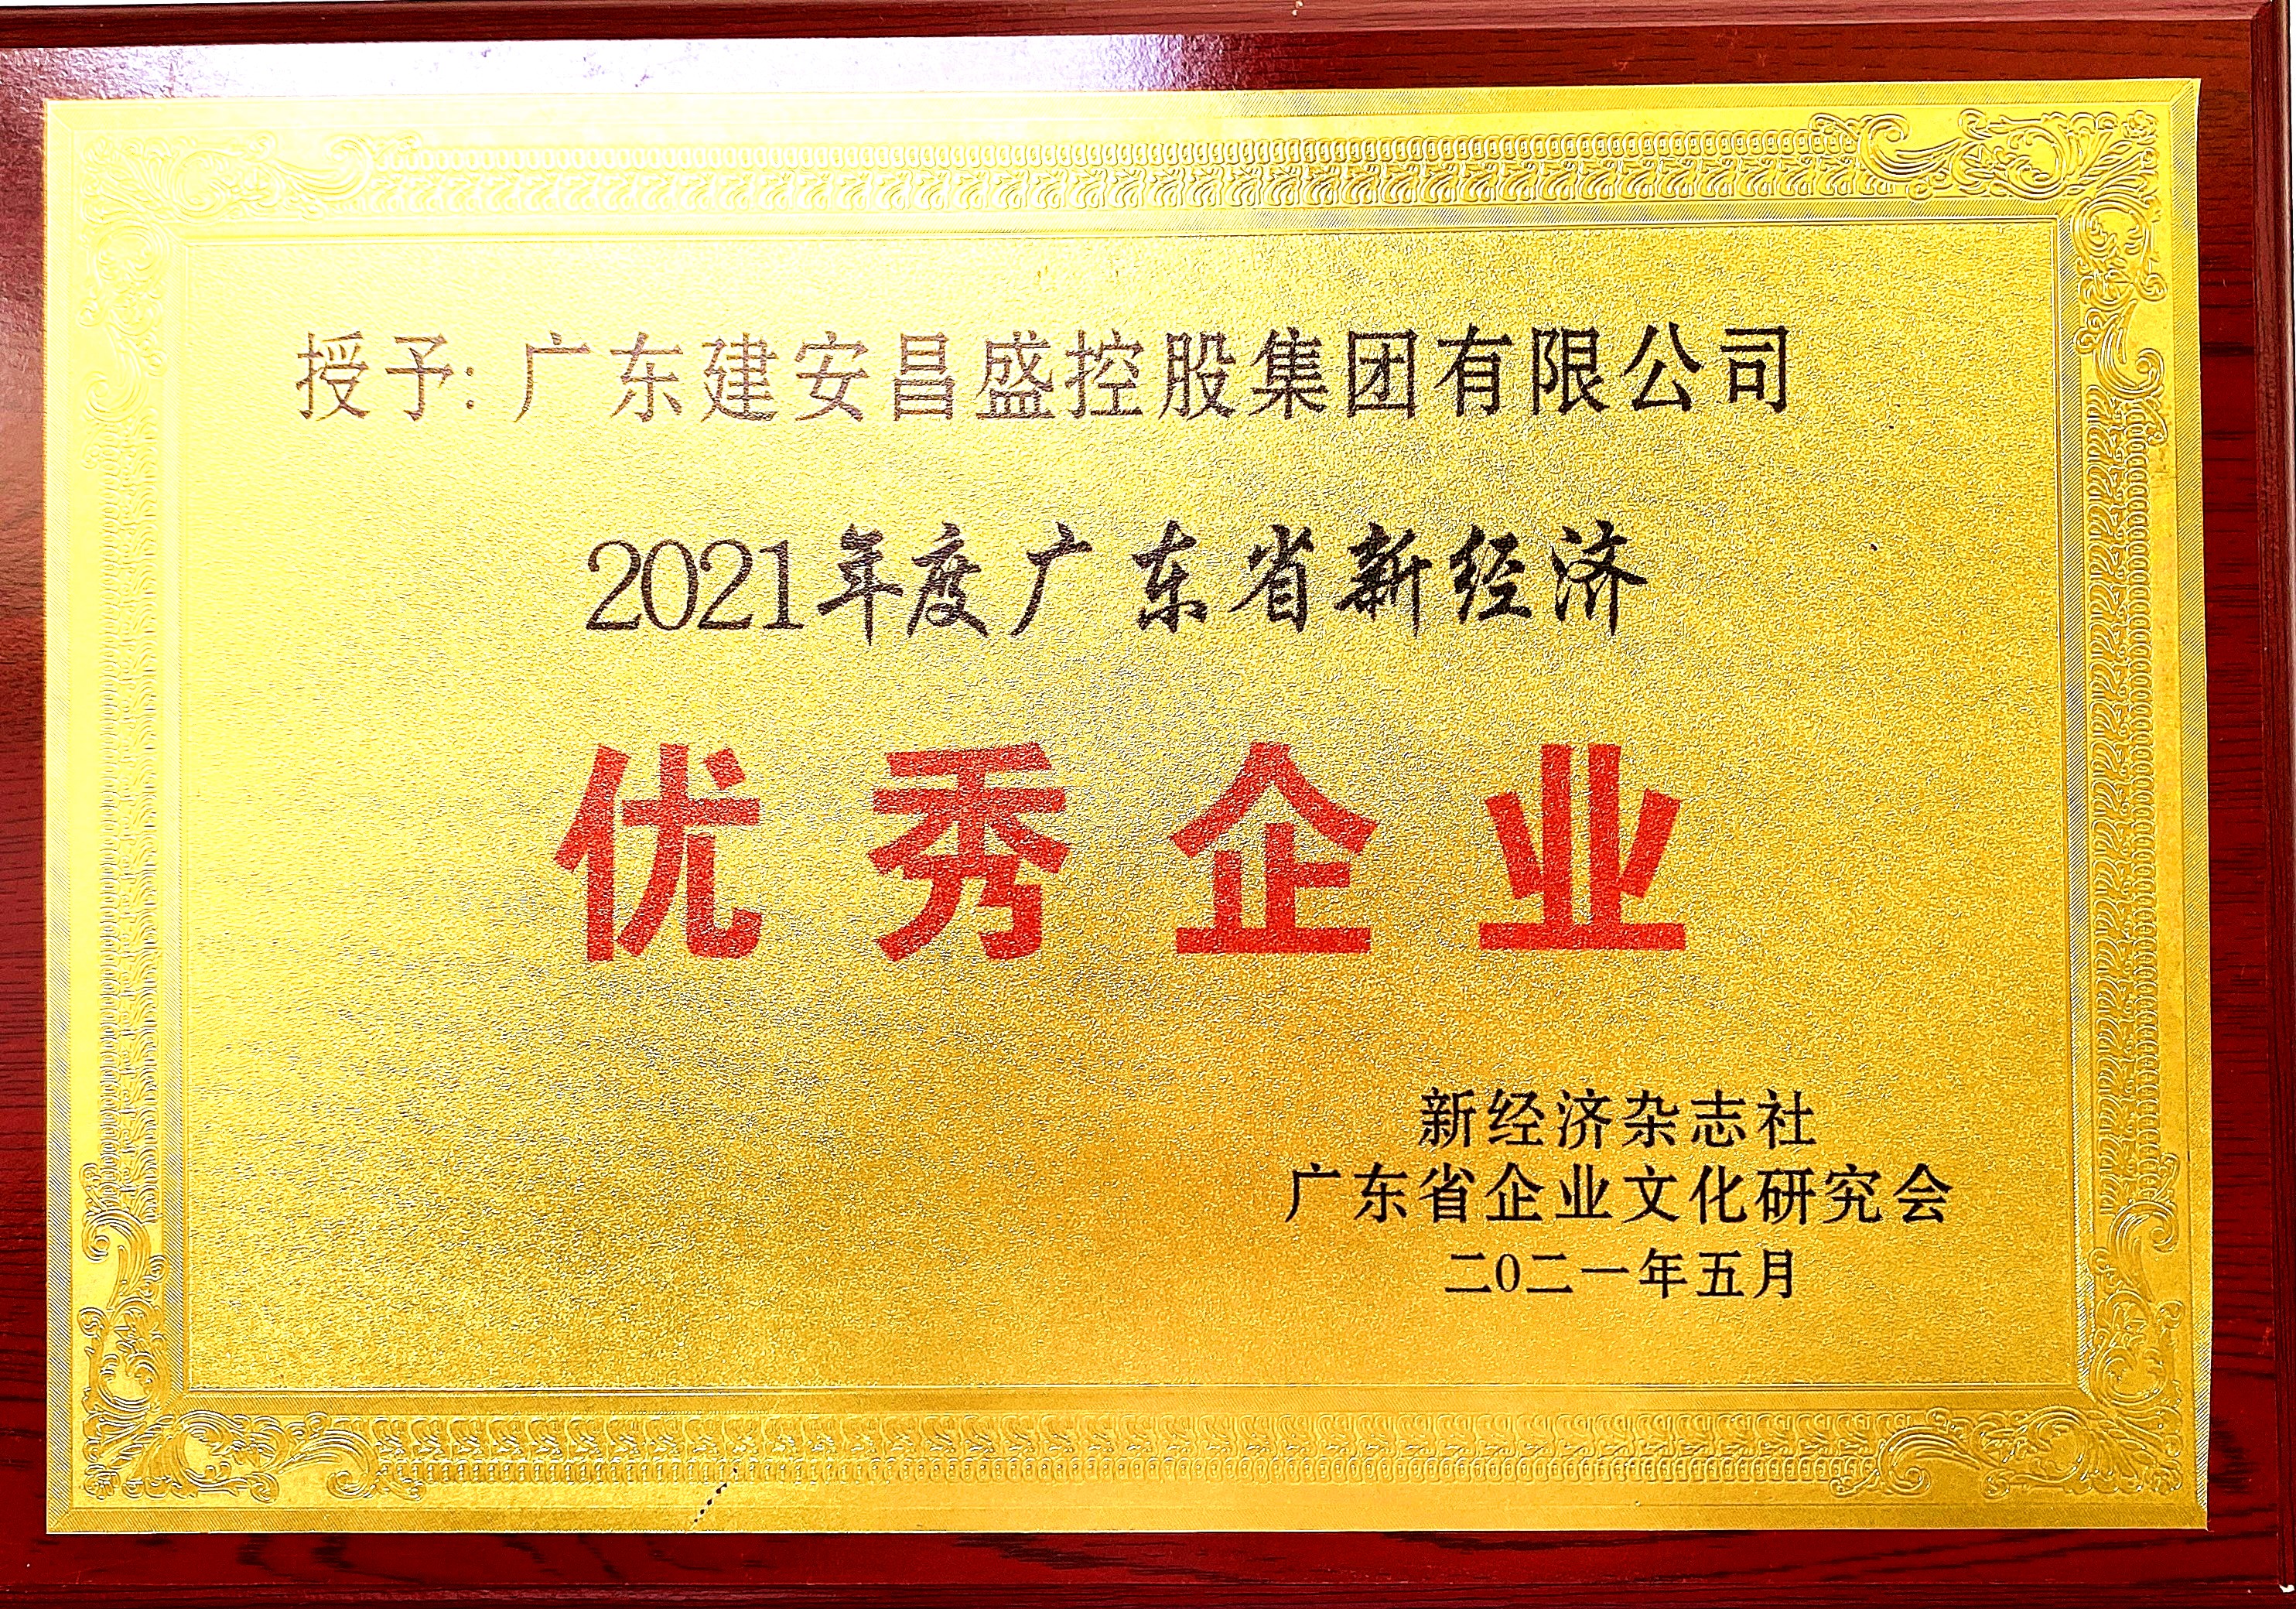 授予:广东建安昌盛控股集团有限公司
2021年度广东省新经济
优秀企业
新经济杂志社
广东省企业文化研究会
二0二一年五月